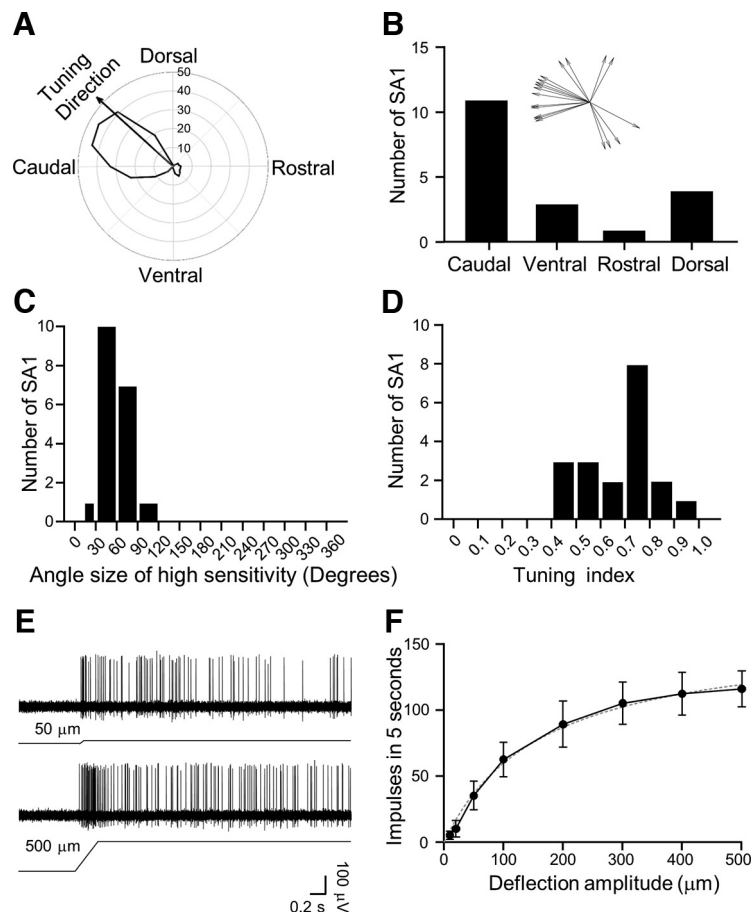 A
Dorsal
Tuning
Direction
50
40
30
20
10
Caudal
Rostral
Ventral
B
Number of SA1
15
10
5
0
Caudal Ventral Rostral Dorsal
C
Number of SA1
10
8
6
4
2
0
0 30 60 90 120 150 180 210 240 270 300 330 360
Angle size of high sensitivity (Degrees)
D
Number of SA1
10
8
6
4
2
0
0 0.1 0.2 0.3 0.4 0.5 0.6 0.7 0.8 0.9 1.0
Tuning index
E
50 μm
500 μm
100 μV
0.2 s
F
Impulses in 5 seconds
150
100
50
0
0 100 200 300 400 500
Deflection amplitude (μm)